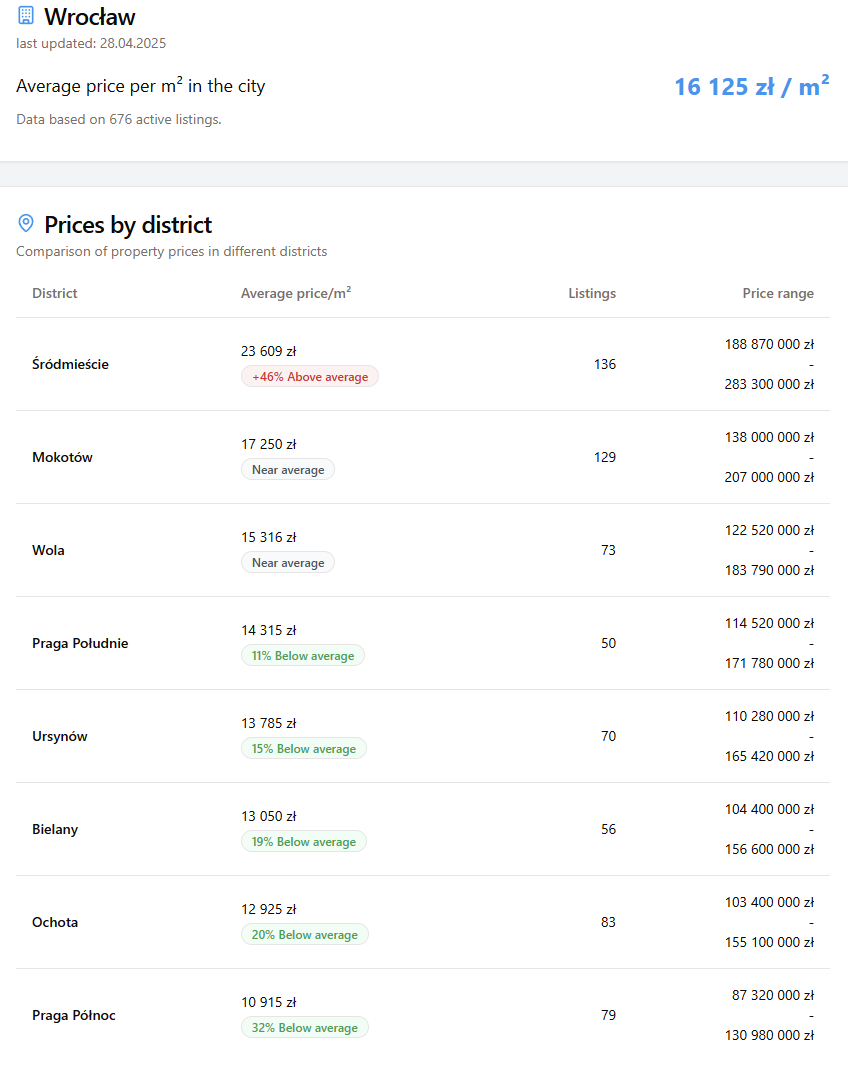 Wrocław
last updated: 28.04.2025
Average price per m² in the city
16 125 zł / m²
Data based on 676 active listings.
Prices by district
Comparison of property prices in different districts
District Average price/m² Listings Price range
Śródmieście
23 609 zł
+46% Above average
136
188 870 000 zł
-
283 300 000 zł
Mokotów
17 250 zł
Near average
129
138 000 000 zł
-
207 000 000 zł
Wola
15 316 zł
Near average
73
122 520 000 zł
-
183 790 000 zł
Praga Południe
14 315 zł
11% Below average
50
114 520 000 zł
-
171 780 000 zł
Ursynów
13 785 zł
15% Below average
70
110 280 000 zł
-
165 420 000 zł
Bielany
13 050 zł
19% Below average
56
104 400 000 zł
-
156 600 000 zł
Ochota
12 925 zł
20% Below average
83
103 400 000 zł
-
155 100 000 zł
Praga Północ
10 915 zł
32% Below average
79
87 320 000 zł
-
130 980 000 zł